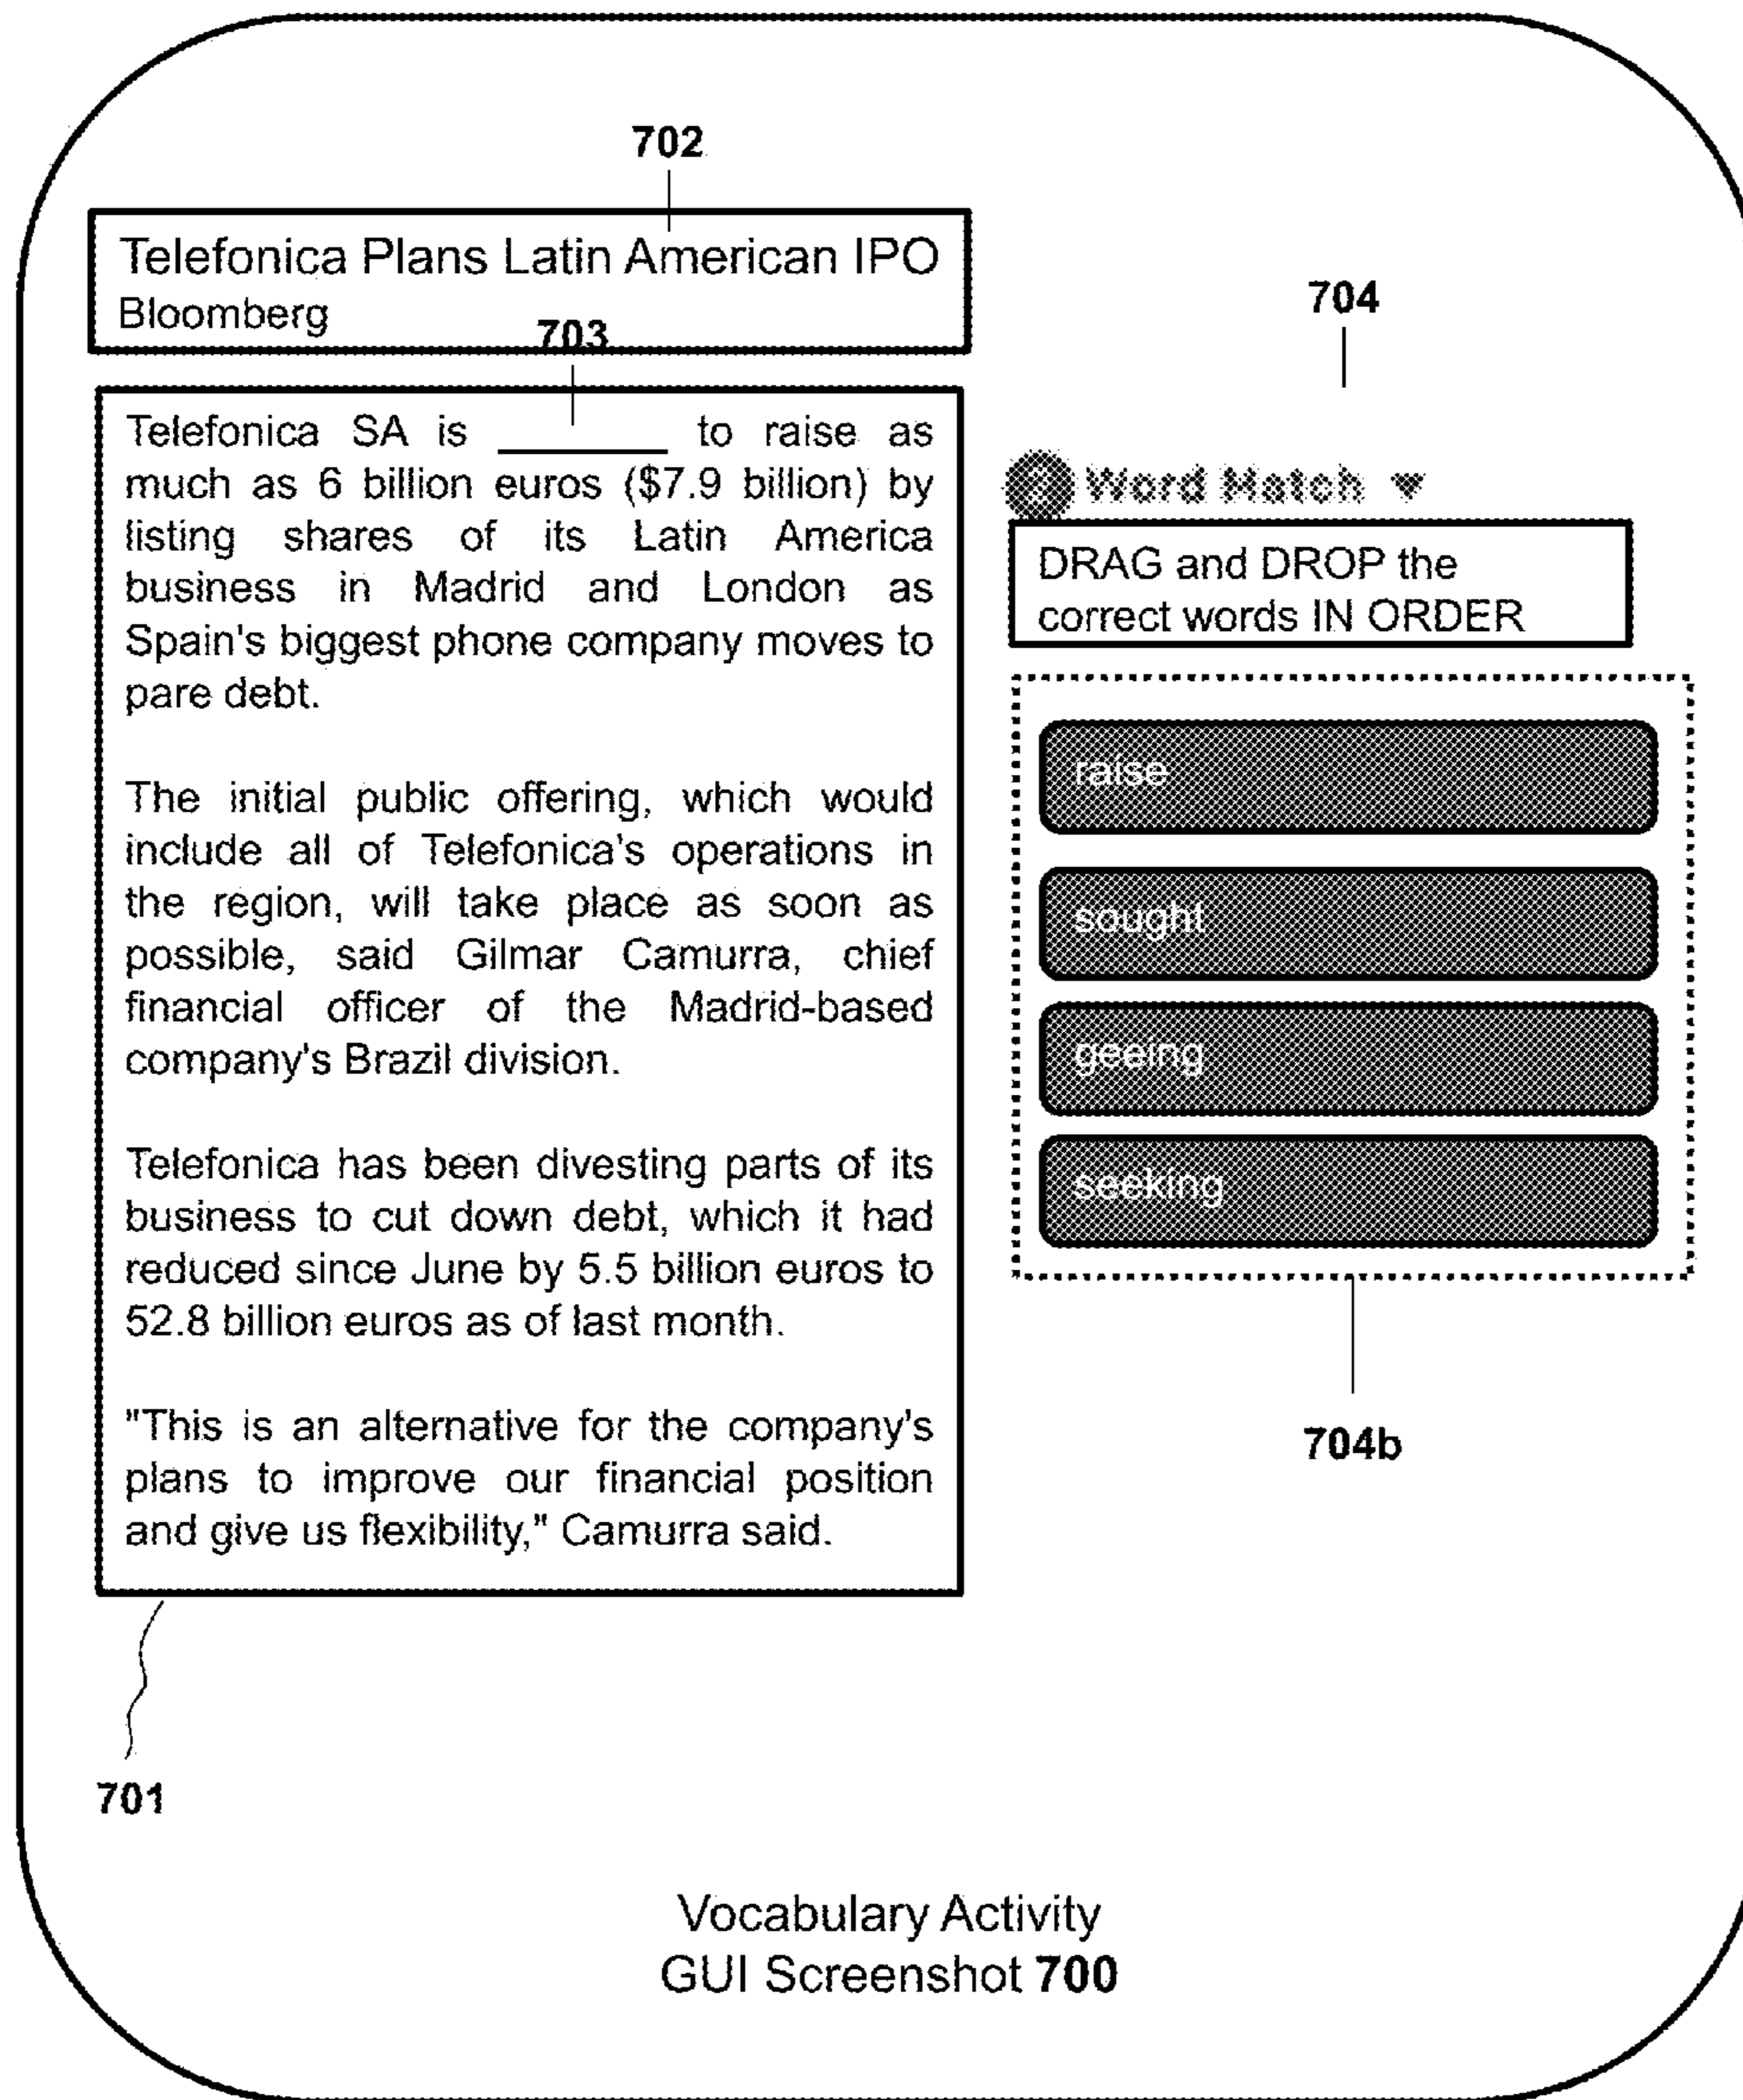 702
Telefonica Plans Latin American IPO
Bloomberg
703
Telefonica SA is __________ to raise as
much as 6 billion euros ($7.9 billion) by
listing shares of its Latin America
business in Madrid and London as
Spain's biggest phone company moves to
pare debt.
The initial public offering, which would
include all of Telefonica's operations in
the region, will take place as soon as
possible, said Gilmar Camurra, chief
financial officer of the Madrid-based
company's Brazil division.
Telefonica has been divesting parts of its
business to cut down debt, which it had
reduced since June by 5.5 billion euros to
52.8 billion euros as of last month.
"This is an alternative for the company's
plans to improve our financial position
and give us flexibility," Camurra said.
701
704
Word Match
DRAG and DROP the
correct words IN ORDER
raise
sought
geeing
seeking
704b
Vocabulary Activity
GUI Screenshot 700